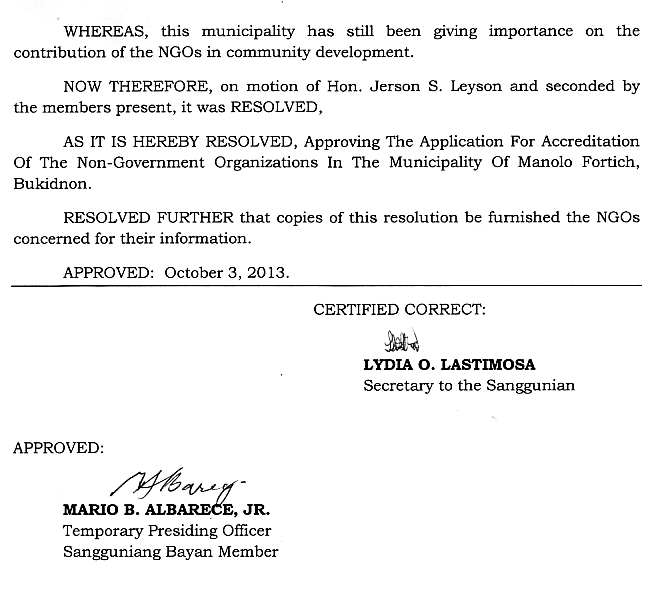 WHEREAS, this municipality has still been giving importance on the
contribution of the NGOs in community development.
NOW THEREFORE, on motion of Hon. Jerson S. Leyson and seconded by
the members present, it was RESOLVED,
AS IT IS HEREBY RESOLVED, Approving The Application For Accreditation
Of The Non-Government Organizations In The Municipality Of Manolo Fortich,
Bukidnon.
RESOLVED FURTHER that copies of this resolution be furnished the NGOs
concerned for their information.
APPROVED: October 3, 2013.
CERTIFIED CORRECT:
LYDIA O. LASTIMOSA
Secretary to the Sanggunian
APPROVED:
MARIO B. ALBARECE, JR.
Temporary Presiding Officer
Sangguniang Bayan Member